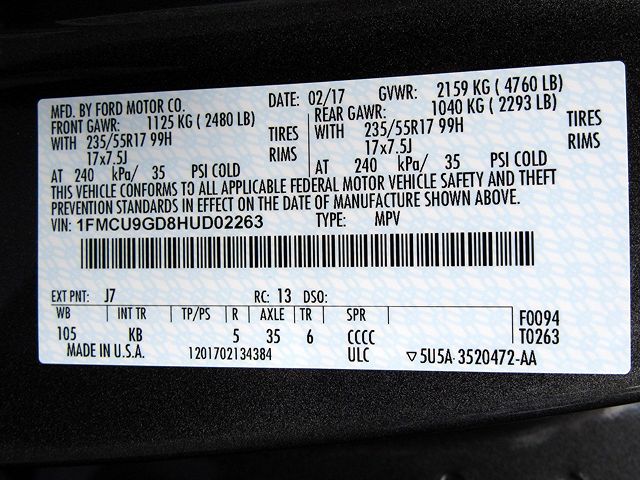 MFD. BY FORD MOTOR CO. DATE: 02/17 GVWR: 2159 KG ( 4760 LB)
FRONT GAWR: 1125 KG ( 2480 LB) REAR GAWR: 1040 KG ( 2293 LB)
WITH 235/55R17 99H TIRES WITH 235/55R17 99H TIRES
17x7.5J RIMS 17x7.5J RIMS
AT 240 kPa/ 35 PSI COLD AT 240 kPa/ 35 PSI COLD
THIS VEHICLE CONFORMS TO ALL APPLICABLE FEDERAL MOTOR VEHICLE SAFETY AND THEFT
PREVENTION STANDARDS IN EFFECT ON THE DATE OF MANUFACTURE SHOWN ABOVE.
VIN: 1FMCU9GD8HUD02263 TYPE: MPV
EXT PNT: J7 RC: 13 DSO:
WB INT TR TP/PS R AXLE TR SPR F0094
105 KB 5 35 6 CCCC T0263
MADE IN U.S.A. 1201702134384 ULC ▽5U5A-3520472-AA